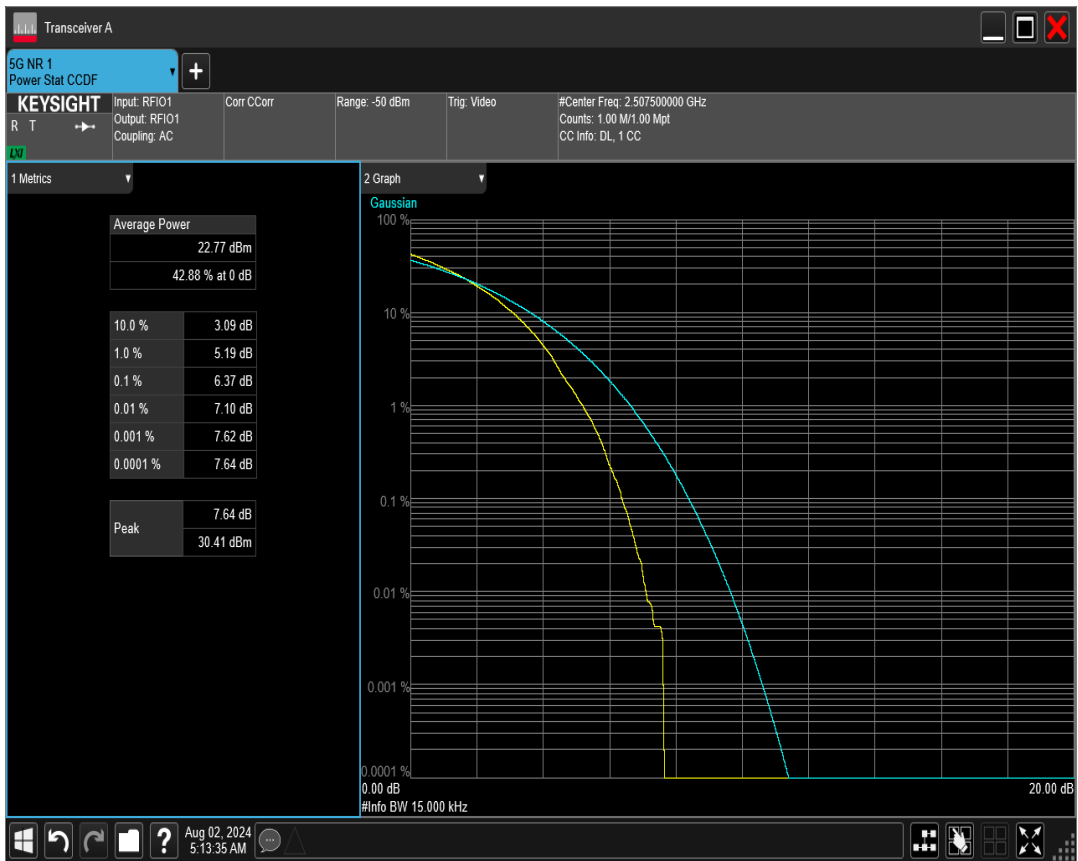 Transceiver A
5G NR 1
Power Stat CCDF
+
KEYSIGHT
R T
LXI
Input: RFIO1
Output: RFIO1
Coupling: AC
Corr CCorr
Range: -50 dBm
Trig: Video
#Center Freq: 2.507500000 GHz
Counts: 1.00 M/1.00 Mpt
CC Info: DL, 1 CC
1 Metrics
Average Power
22.77 dBm
42.88 % at 0 dB
10.0 % 3.09 dB
1.0 % 5.19 dB
0.1 % 6.37 dB
0.01 % 7.10 dB
0.001 % 7.62 dB
0.0001 % 7.64 dB
Peak 7.64 dB
30.41 dBm
2 Graph
Gaussian
100 %
10 %
1 %
0.1 %
0.01 %
0.001 %
0.0001 %
0.00 dB 20.00 dB
#Info BW 15.000 kHz
?
Aug 02, 2024
5:13:35 AM